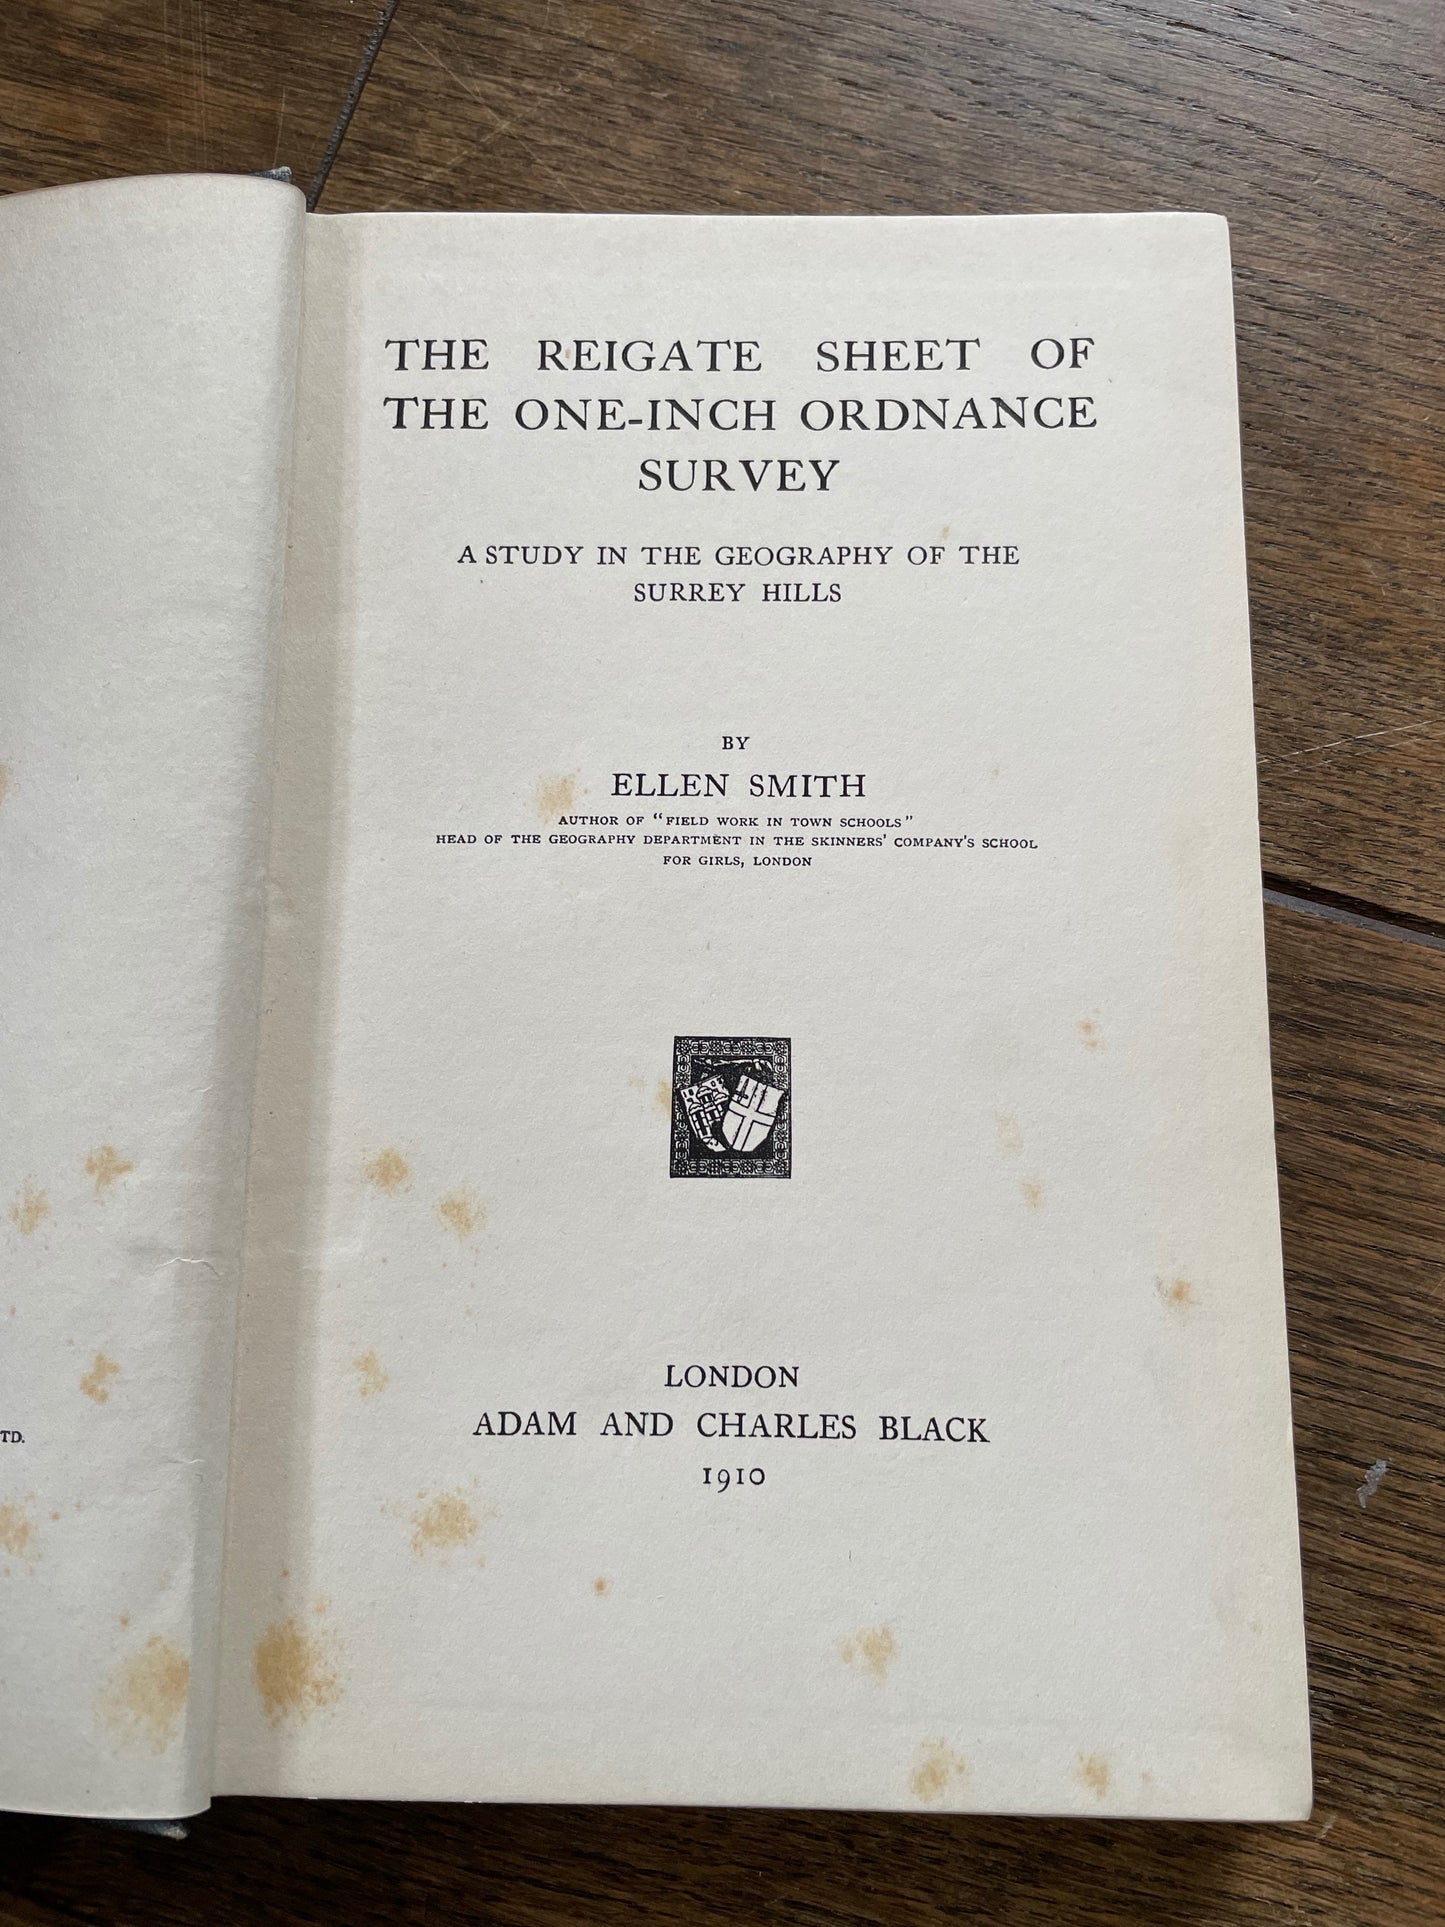 THE REIGATE SHEET OF
THE ONE-INCH ORDNANCE
SURVEY
A STUDY IN THE GEOGRAPHY OF THE
SURREY HILLS
BY
ELLEN SMITH
AUTHOR OF "FIELD WORK IN TOWN SCHOOLS"
HEAD OF THE GEOGRAPHY DEPARTMENT IN THE SKINNERS' COMPANY'S SCHOOL
FOR GIRLS, LONDON
LONDON
ADAM AND CHARLES BLACK
1910
TD.